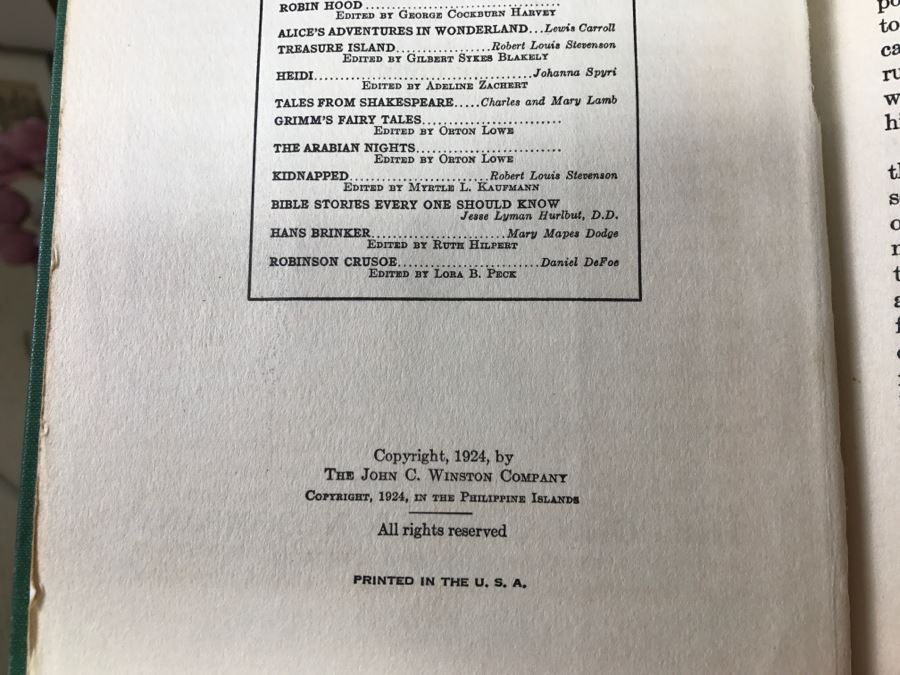 ROBIN HOOD ........................................
EDITED BY GEORGE COCKBURN HARVEY
ALICE'S ADVENTURES IN WONDERLAND...Lewis Carroll
TREASURE ISLAND...................Robert Louis Stevenson
EDITED BY GILBERT SYKES BLAKELY
HEIDI...........................................Johanna Spyri
EDITED BY ADELINE ZACHERT
TALES FROM SHAKESPEARE.....Charles and Mary Lamb
GRIMM'S FAIRY TALES............................
EDITED BY ORTON LOWE
THE ARABIAN NIGHTS.............................
EDITED BY ORTON LOWE
KIDNAPPED............................Robert Louis Stevenson
EDITED BY MYRTLE L. KAUFMANN
BIBLE STORIES EVERY ONE SHOULD KNOW
Jesse Lyman Hurlbut, D.D.
HANS BRINKER...........................Mary Mapes Dodge
EDITED BY RUTH HILPERT
ROBINSON CRUSOE............................Daniel DeFoe
EDITED BY LORA B. PECK
Copyright, 1924, by
THE JOHN C. WINSTON COMPANY
COPYRIGHT, 1924, IN THE PHILIPPINE ISLANDS
All rights reserved
PRINTED IN THE U. S. A.